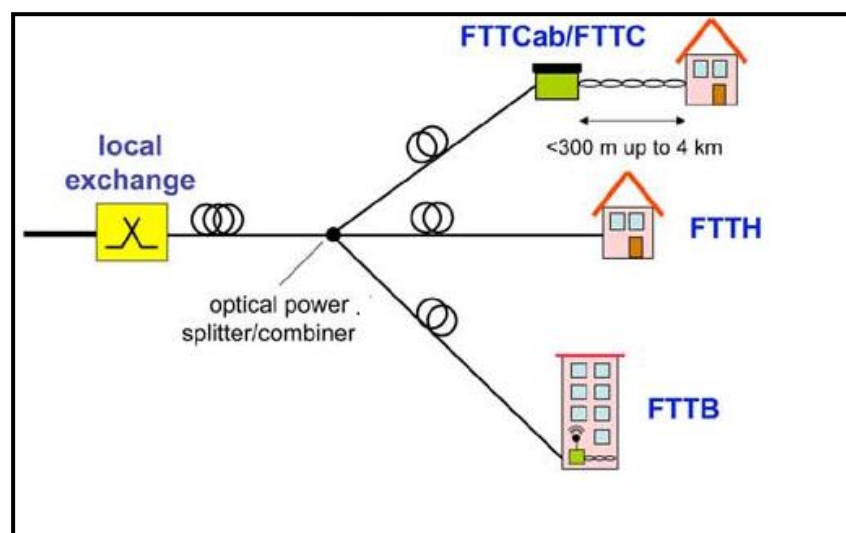 FTTCab/FTTC
<300 m up to 4 km
local
exchange
FTTH
optical power .
splitter/combiner
FTTB